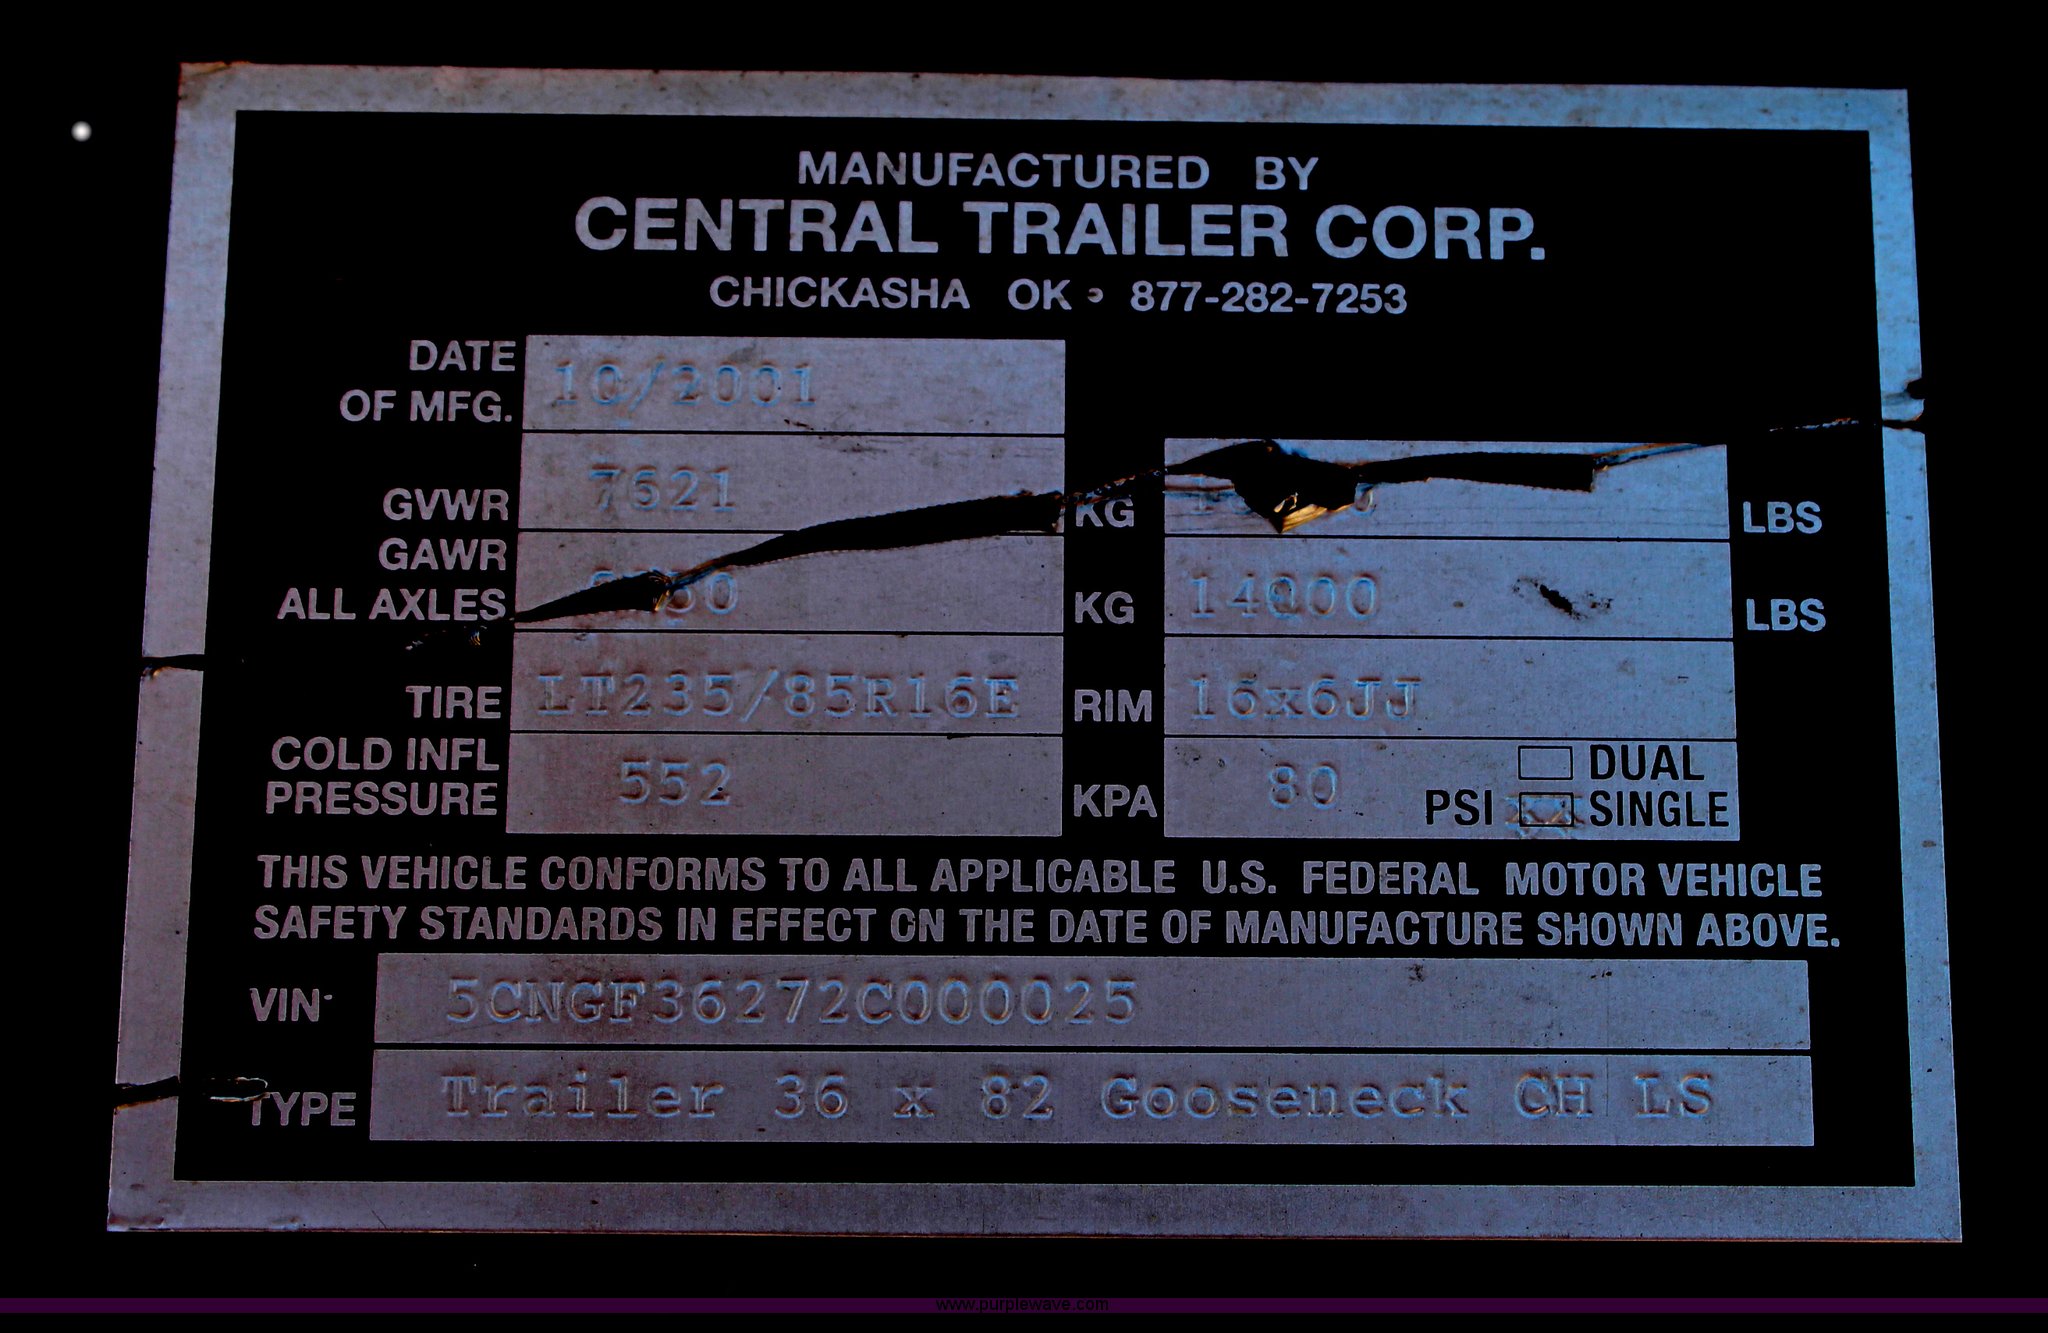 MANUFACTURED BY
CENTRAL TRAILER CORP.
CHICKASHA OK • 877-282-7253
DATE
OF MFG. 10/2001
GVWR 7621 KG LBS
GAWR
ALL AXLES KG 14000 LBS
TIRE LT235/85R16E RIM 16x6JJ
COLD INFL
PRESSURE 552 KPA 80 PSI
DUAL
XX SINGLE
THIS VEHICLE CONFORMS TO ALL APPLICABLE U.S. FEDERAL MOTOR VEHICLE
SAFETY STANDARDS IN EFFECT ON THE DATE OF MANUFACTURE SHOWN ABOVE.
VIN 5CNGF36272C000025
TYPE Trailer 36 x 82 Gooseneck CH LS
www.purplewave.com